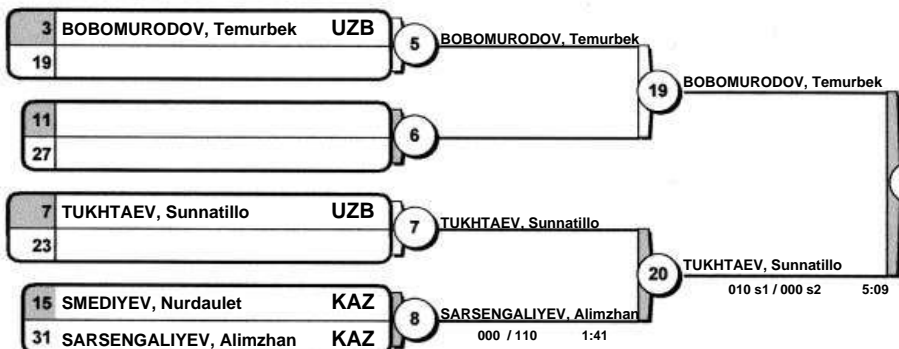 3 BOBOMURODOV, Temurbek UZB
19
5
BOBOMURODOV, Temurbek
11
27
6
19
BOBOMURODOV, Temurbek
7 TUKHTAEV, Sunnatillo UZB
23
7
TUKHTAEV, Sunnatillo
15 SMEDIYEV, Nurdaulet KAZ
31 SARSENGALIYEV, Alimzhan KAZ
8
SARSENGALIYEV, Alimzhan
000 / 110 1:41
20
TUKHTAEV, Sunnatillo
010 s1 / 000 s2 5:09